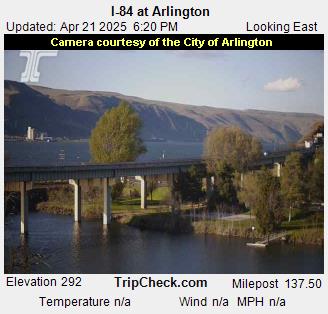 I-84 at Arlington
Updated: Apr 21 2025 6:20 PM Looking East
Camera courtesy of the City of Arlington
Elevation 292 TripCheck.com Milepost 137.50
Temperature n/a Wind n/a MPH n/a